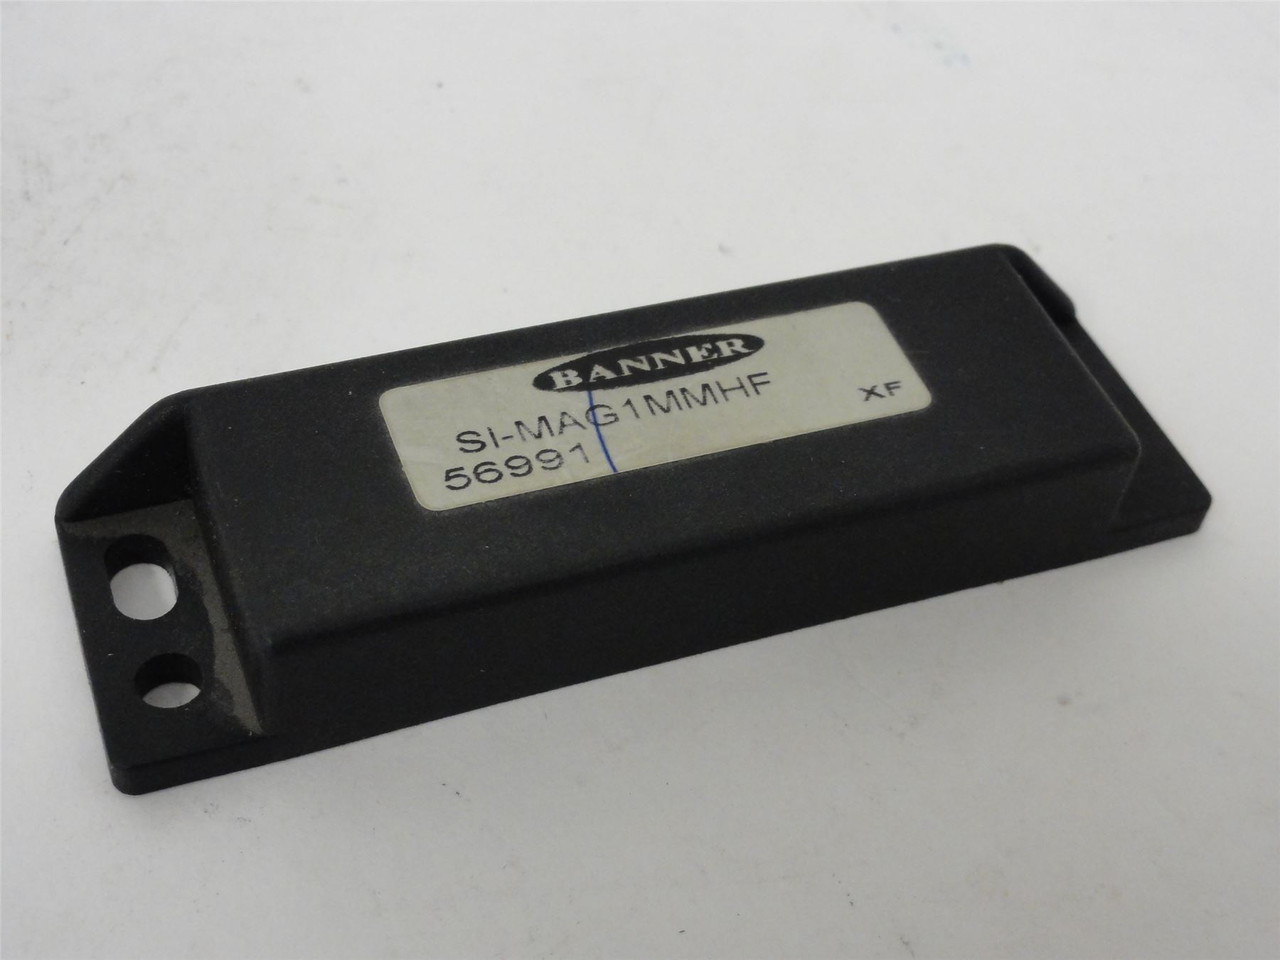 BANNER
SI-MAG1MMHF
56991
XF